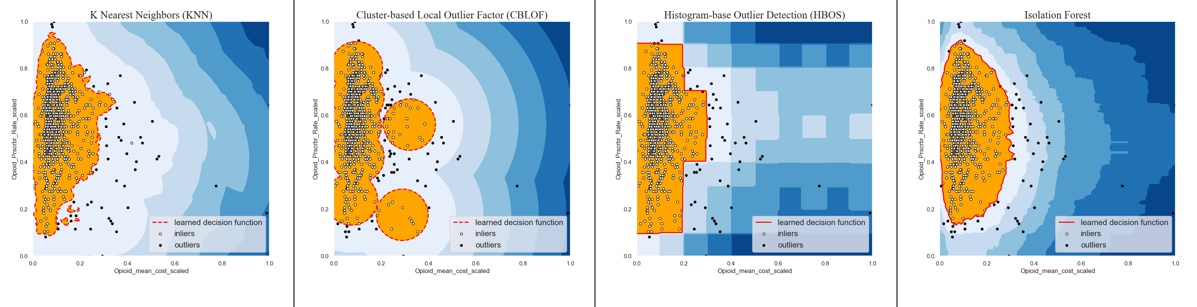 K Nearest Neighbors (KNN)
1.0
0.8
0.6
0.4
0.2
0.0
Opioid_Prscrbr_Rate_scaled
learned decision function
inliers
outliers
0.0 0.2 0.4 0.6 0.8 1.0
Opioid_mean_cost_scaled
Cluster-based Local Outlier Factor (CBLOF)
1.0
0.8
0.6
0.4
0.2
0.0
Opioid_Prscrbr_Rate_scaled
learned decision function
inliers
outliers
0.0 0.2 0.4 0.6 0.8 1.0
Opioid_mean_cost_scaled
Histogram-base Outlier Detection (HBOS)
1.0
0.8
0.6
0.4
0.2
0.0
Opioid_Prscrbr_Rate_scaled
learned decision function
inliers
outliers
0.0 0.2 0.4 0.6 0.8 1.0
Opioid_mean_cost_scaled
Isolation Forest
1.0
0.8
0.6
0.4
0.2
0.0
Opioid_Prscrbr_Rate_scaled
learned decision function
inliers
outliers
0.0 0.2 0.4 0.6 0.8 1.0
Opioid_mean_cost_scaled